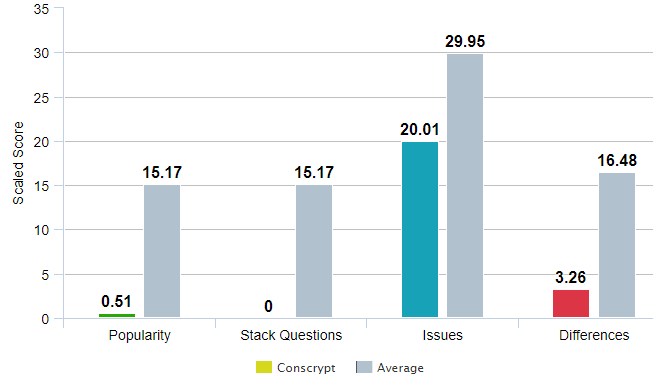 35
30
25
20
15
10
5
0
Scaled Score
0.51
15.17
0
15.17
20.01
29.95
3.26
16.48
Popularity
Stack Questions
Issues
Differences
Conscrypt
Average